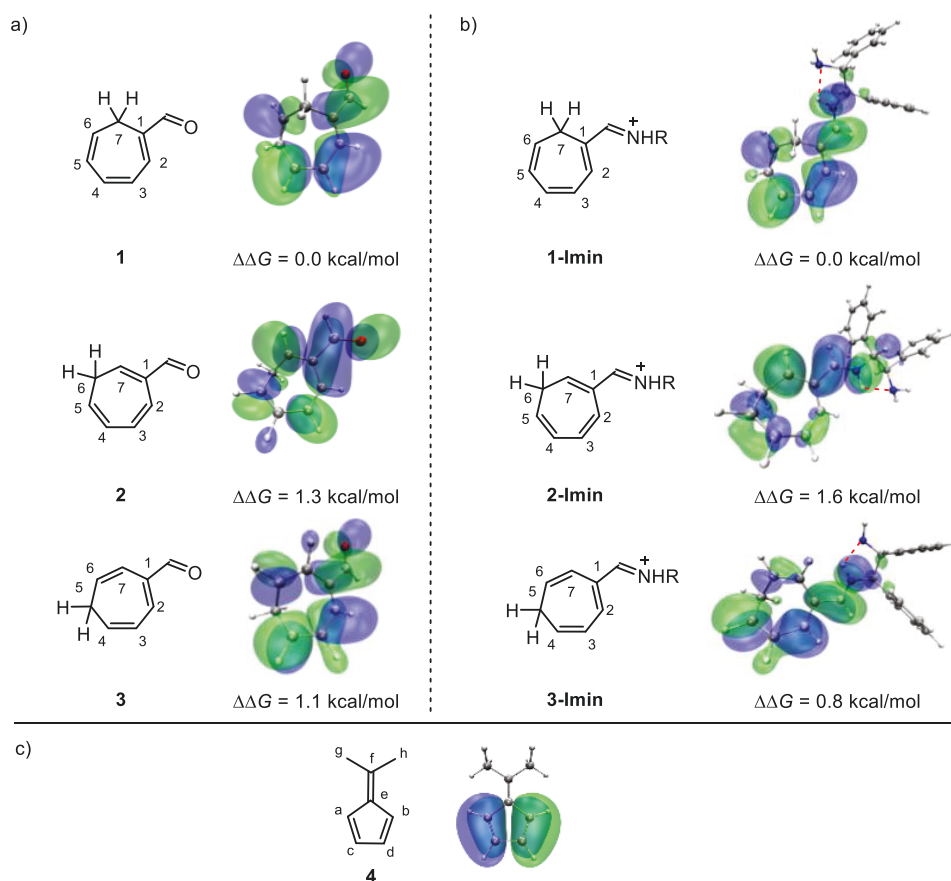 a)
H H
6 7 1 O
5 2
4 3
1
ΔΔG = 0.0 kcal/mol
H
H 6 7 1 O
5 2
4 3
2
ΔΔG = 1.3 kcal/mol
6 1 O
5 7 2
H 4 3
H
3
ΔΔG = 1.1 kcal/mol
b)
H H +
6 7 1 NHR
5 2
4 3
1-Imin
ΔΔG = 0.0 kcal/mol
H +
H 6 7 1 NHR
5 2
4 3
2-Imin
ΔΔG = 1.6 kcal/mol
+
6 1 NHR
5 7 2
H 4 3
H
3-Imin
ΔΔG = 0.8 kcal/mol
c)
g f h
e
a b
c d
4